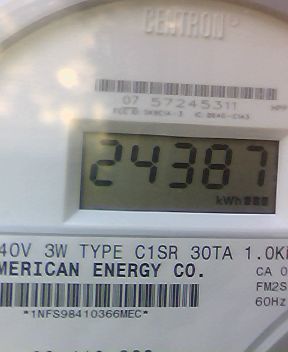 CENTRON®
07 57245311
24387
kWh
40V 3W TYPE C1SR 30TA 1.0K
MERICAN ENERGY CO.
CA 0
FM2S
60Hz
*1NFS98410366MEC*